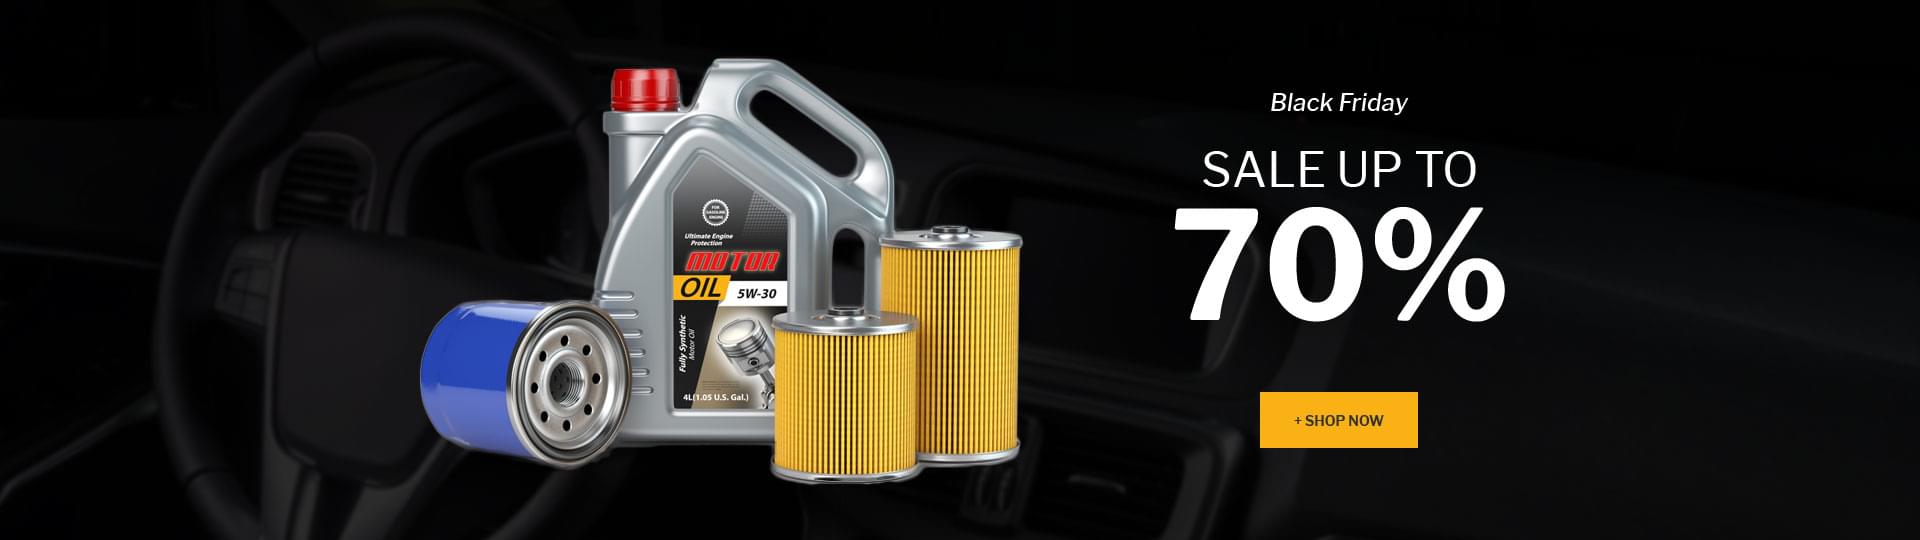 Black Friday
SALE UP TO
70%
+ SHOP NOW
FOR
GASOLINE
ENGINE
Ultimate Engine
Protection
MOTOR
OIL
5W-30
Fully Synthetic
Motor Oil
4L(1.05 U.S. Gal.)